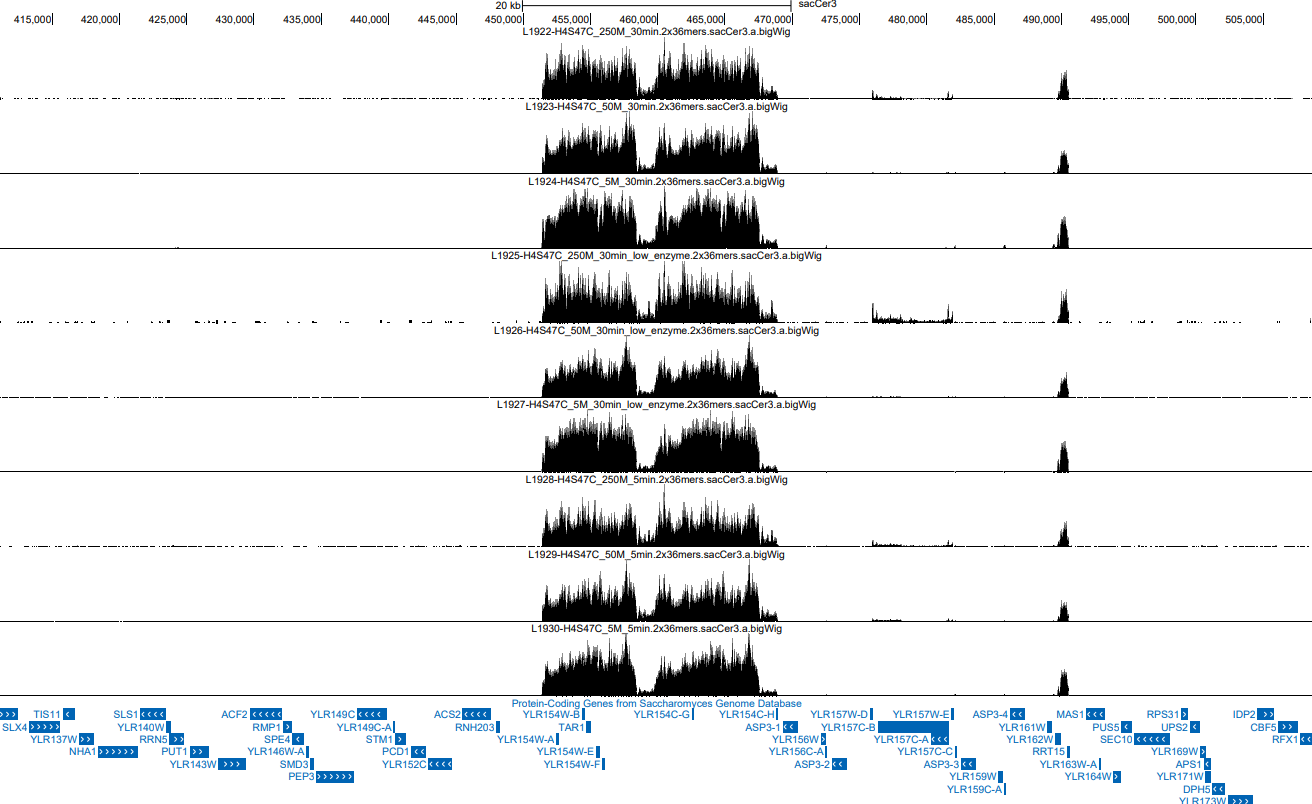 20 kb sacCer3
415,000 420,000 425,000 430,000 435,000 440,000 445,000 450,000 455,000 460,000 465,000 470,000 475,000 480,000 485,000 490,000 495,000 500,000 505,000
L1922-H4S47C_250M_30min.2x36mers.sacCer3.a.bigWig
L1923-H4S47C_50M_30min.2x36mers.sacCer3.a.bigWig
L1924-H4S47C_5M_30min.2x36mers.sacCer3.a.bigWig
L1925-H4S47C_250M_30min_low_enzyme.2x36mers.sacCer3.a.bigWig
L1926-H4S47C_50M_30min_low_enzyme.2x36mers.sacCer3.a.bigWig
L1927-H4S47C_5M_30min_low_enzyme.2x36mers.sacCer3.a.bigWig
L1928-H4S47C_250M_5min.2x36mers.sacCer3.a.bigWig
L1929-H4S47C_50M_5min.2x36mers.sacCer3.a.bigWig
L1930-H4S47C_5M_5min.2x36mers.sacCer3.a.bigWig
Protein-Coding Genes from Saccharomyces Genome Database
TIS11 SLS1 ACF2 YLR149C ACS2 YLR154W-B YLR154C-G YLR154C-H YLR157W-D YLR157W-E ASP3-4 MAS1 RPS31 IDP2
SLX4 YLR140W RMP1 YLR149C-A RNH203 TAR1 ASP3-1 YLR157C-B YLR161W PUS5 UPS2 CBF5
YLR137W RRN5 SPE4 STM1 YLR154W-A YLR156W YLR157C-A YLR162W SEC10 RFX1
NHA1 PUT1 YLR146W-A PCD1 YLR154W-E YLR156C-A YLR157C-C RRT15 YLR169W
YLR143W SMD3 YLR152C YLR154W-F ASP3-2 ASP3-3 YLR163W-A APS1
PEP3 YLR159W YLR164W YLR171W
YLR159C-A DPH5
YLR173W